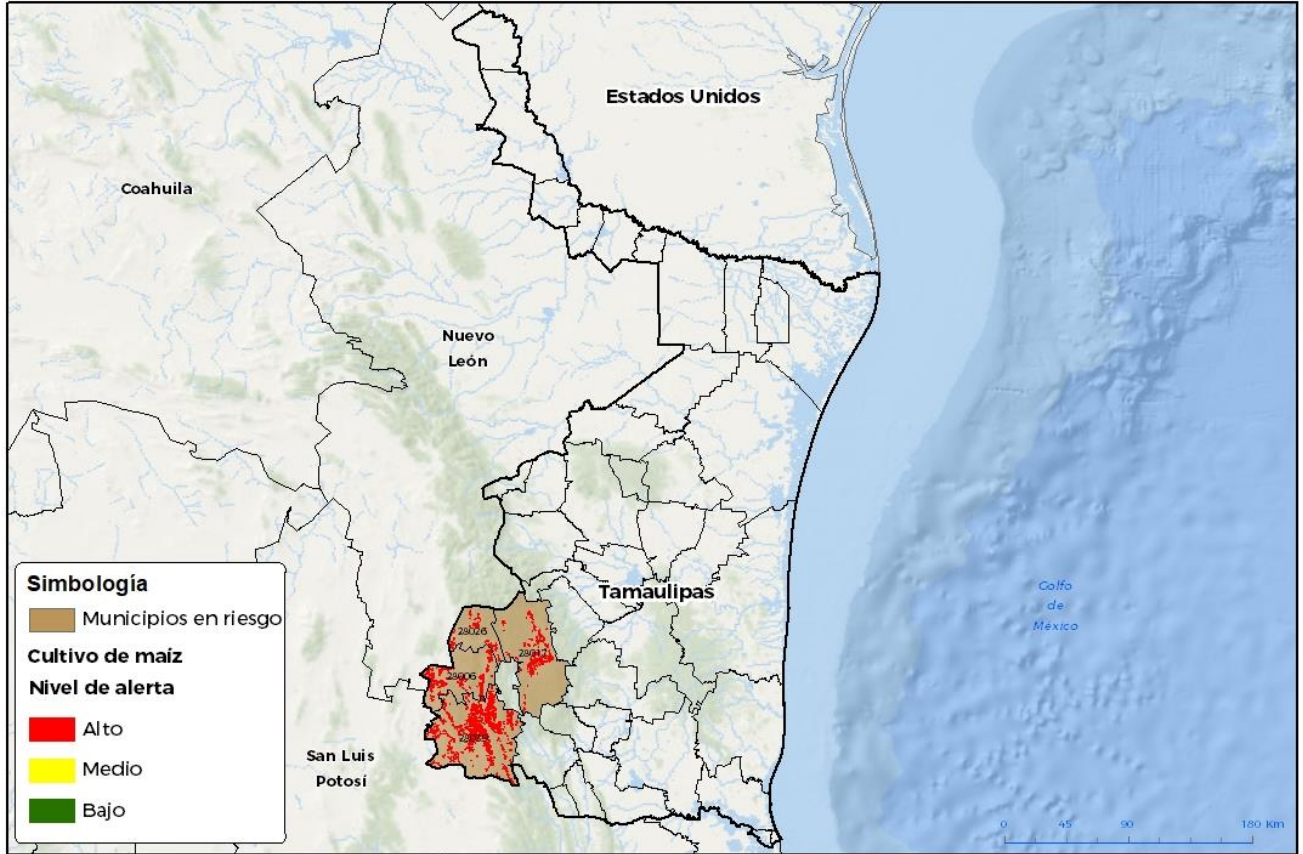 Estados Unidos
Coahuila
Nuevo
León
Tamaulipas
Golfo
de
México
28026
28006
San Luis
Potosí
Simbología
Municipios en riesgo
Cultivo de maíz
Nivel de alerta
Alto
Medio
Bajo
0 45 90 180 Km